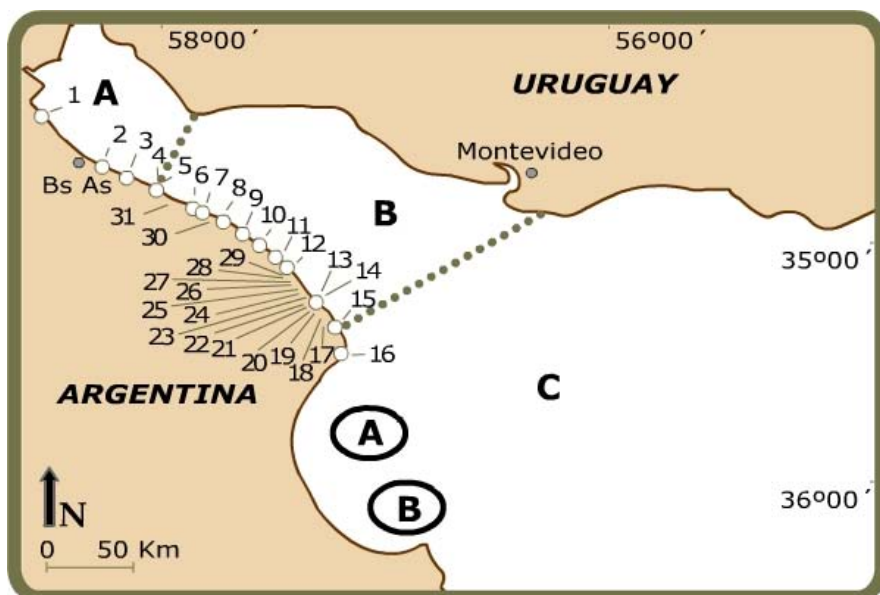 58º00´
56º00´
URUGUAY
A
1
2
3
4
Montevideo
Bs As
5
6
7
8
9
10
11
12
31
30
B
35º00´
29
28
27
26
25
24
23
22
21
20
19
18
17
13
14
15
16
ARGENTINA
C
A
B
36º00´
N
0 50 Km